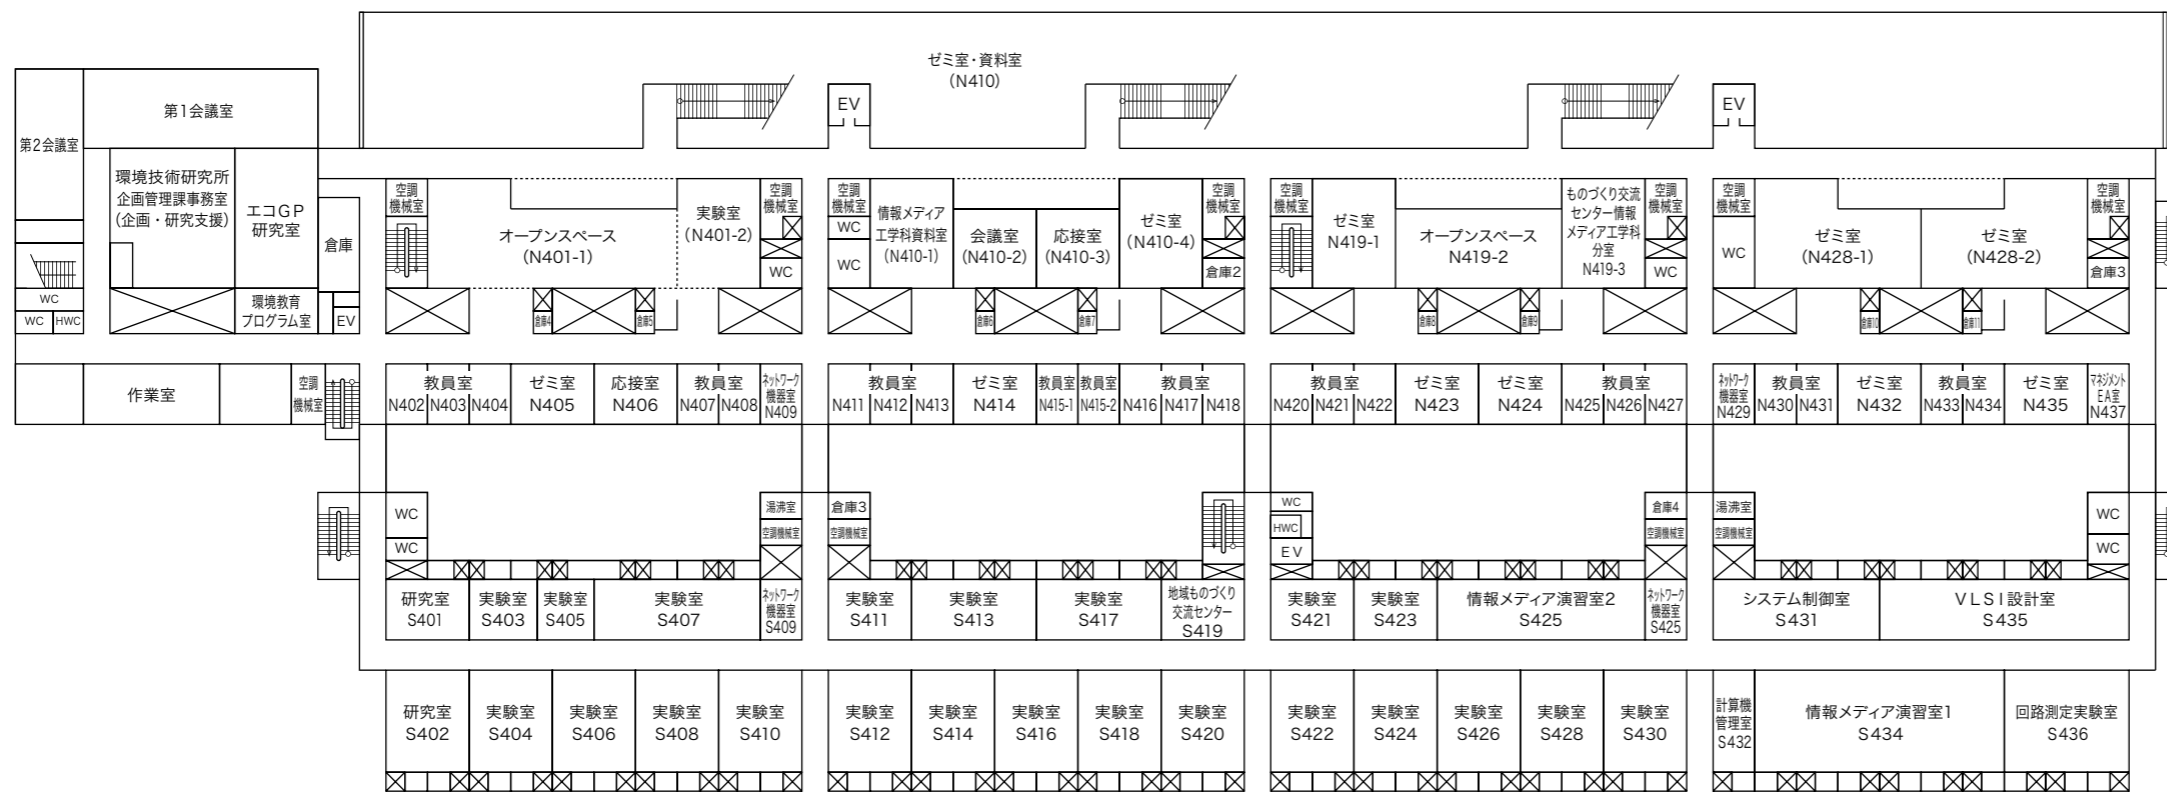 ゼミ室・資料室
(N410)
EV
EV
第1会議室
第2会議室
環境技術研究所
企画管理課事務室
(企画・研究支援)
エコGP
研究室
倉庫
環境教育
プログラム室
EV
WC
WC
HWC
空調
機械室
オープンスペース
(N401-1)
実験室
(N401-2)
空調
機械室
WC
倉庫4
倉庫5
空調
機械室
WC
WC
情報メディア
工学科資料室
(N410-1)
会議室
(N410-2)
応接室
(N410-3)
ゼミ室
(N410-4)
空調
機械室
倉庫2
倉庫6
倉庫7
空調
機械室
ゼミ室
N419-1
オープンスペース
N419-2
ものづくり交流
センター情報
メディア工学科
分室
N419-3
空調
機械室
WC
倉庫8
倉庫9
空調
機械室
WC
ゼミ室
(N428-1)
ゼミ室
(N428-2)
空調
機械室
倉庫3
倉庫10
倉庫11
作業室
空調
機械室
教員室
N402 N403 N404
ゼミ室
N405
応接室
N406
教員室
N407 N408
ネットワーク
機器室
N409
教員室
N411 N412 N413
ゼミ室
N414
教員室
N415-1
教員室
N415-2
教員室
N416 N417 N418
教員室
N420 N421 N422
ゼミ室
N423
ゼミ室
N424
教員室
N425 N426 N427
ネットワーク
機器室
N429
教員室
N430 N431
ゼミ室
N432
教員室
N433 N434
ゼミ室
N435
マネジメント
EA室
N437
WC
WC
湯沸室
空調機械室
倉庫3
空調機械室
WC
HWC
EV
倉庫4
空調機械室
湯沸室
空調機械室
WC
WC
研究室
S401
実験室
S403
実験室
S405
実験室
S407
ネットワーク
機器室
S409
実験室
S411
実験室
S413
実験室
S417
地域ものづくり
交流センター
S419
実験室
S421
実験室
S423
情報メディア演習室2
S425
ネットワーク
機器室
S425
システム制御室
S431
VLSI設計室
S435
研究室
S402
実験室
S404
実験室
S406
実験室
S408
実験室
S410
実験室
S412
実験室
S414
実験室
S416
実験室
S418
実験室
S420
実験室
S422
実験室
S424
実験室
S426
実験室
S428
実験室
S430
計算機
管理室
S432
情報メディア演習室1
S434
回路測定実験室
S436